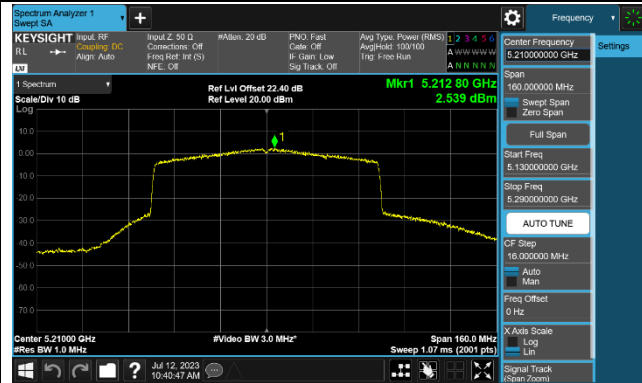 Spectrum Analyzer 1
Swept SA
+
Frequency
KEYSIGHT
RL
LXI
Input: RF
Coupling: DC
Align: Auto
Input Z: 50 Ω
Corrections: Off
Freq Ref: Int (S)
NFE: Off
#Atten: 20 dB
PNO: Fast
Gate: Off
IF Gain: Low
Sig Track: Off
Avg Type: Power (RMS)
Avg|Hold: 100/100
Trig: Free Run
1 2 3 4 5 6
A W W W W W
A N N N N N
1 Spectrum
Scale/Div 10 dB
Log
Ref Lvl Offset 22.40 dB
Ref Level 20.00 dBm
Mkr1 5.212 80 GHz
2.539 dBm
1
10.0
0.00
-10.0
-20.0
-30.0
-40.0
-50.0
-60.0
-70.0
Center 5.21000 GHz
#Res BW 1.0 MHz
#Video BW 3.0 MHz*
Span 160.0 MHz
Sweep 1.07 ms (2001 pts)
Jul 12, 2023
10:40:47 AM
?
Center Frequency
5.210000000 GHz
Span
160.000000 MHz
Swept Span
Zero Span
Full Span
Start Freq
5.130000000 GHz
Stop Freq
5.290000000 GHz
AUTO TUNE
CF Step
16.000000 MHz
Auto
Man
Freq Offset
0 Hz
X Axis Scale
Log
Lin
Signal Track
(Span Zoom)
Settings